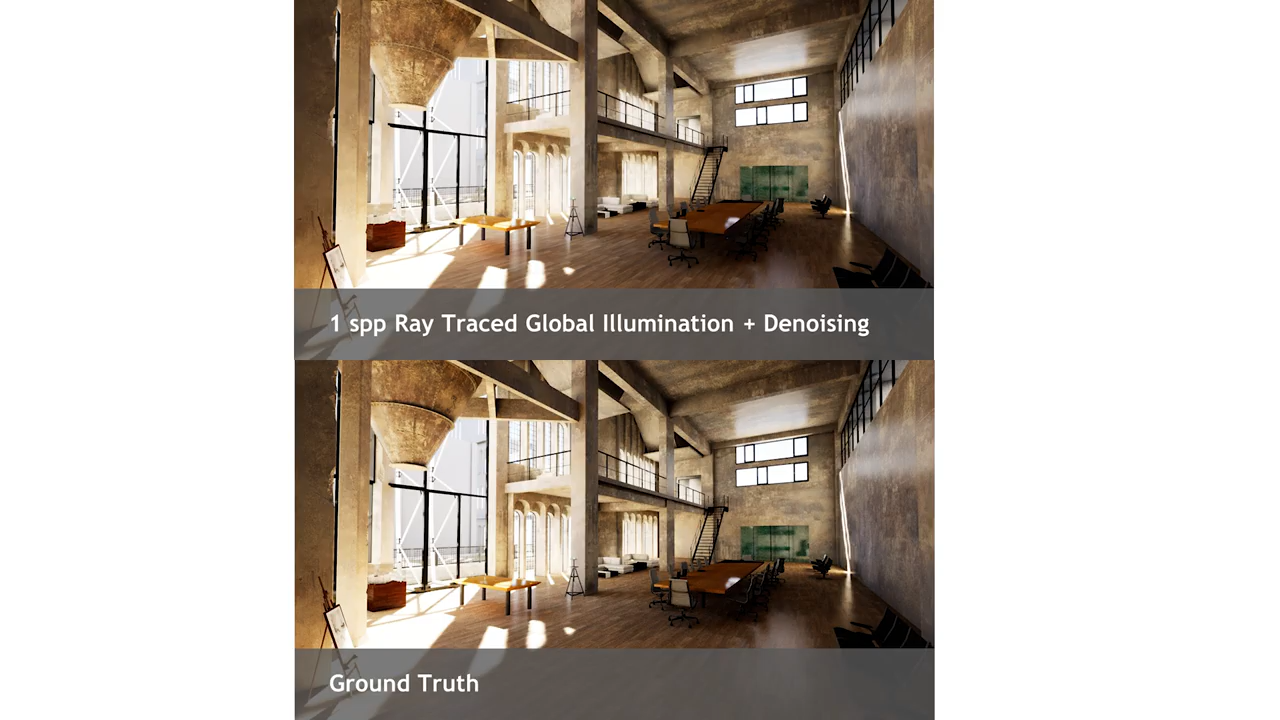 1 spp Ray Traced Global Illumination + Denoising
Ground Truth